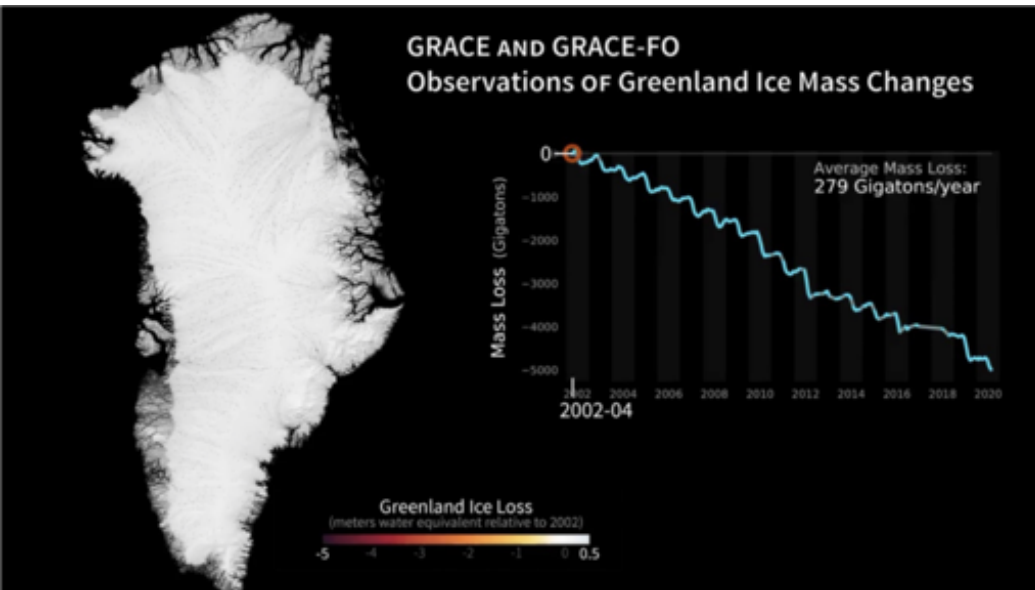 GRACE AND GRACE-FO
Observations OF Greenland Ice Mass Changes
Average Mass Loss:
279 Gigatons/year
Mass Loss (Gigatons)
0
−1000
−2000
−3000
−4000
−5000
2002 2004 2006 2008 2010 2012 2014 2016 2018 2020
2002-04
Greenland Ice Loss
(meters water equivalent relative to 2002)
-5 -4 -3 -2 -1 0 0.5